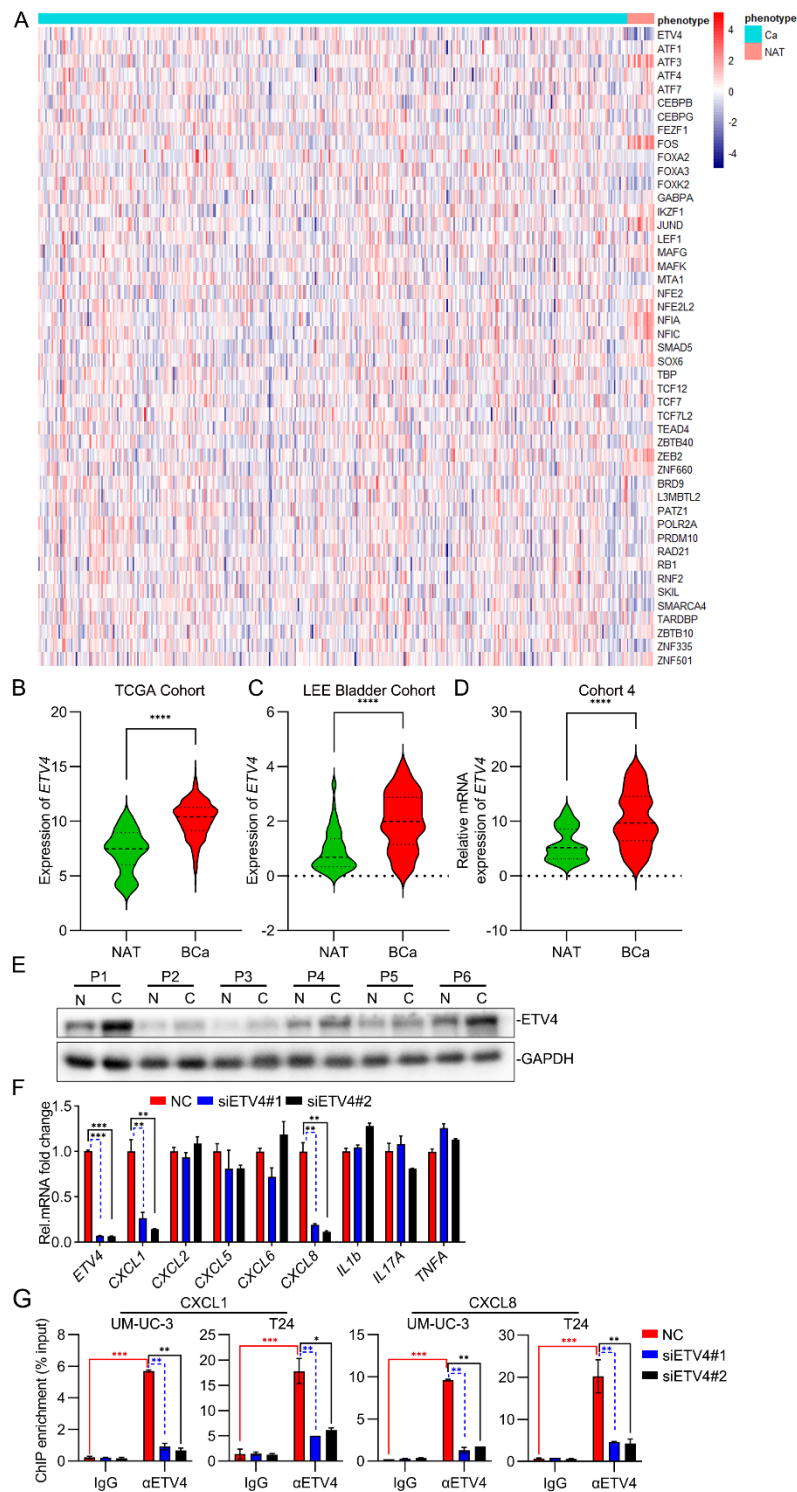 A
phenotype
ETV4
ATF1
ATF3
ATF4
ATF7
CEBPB
CEBPG
FEZF1
FOS
FOXA2
FOXA3
FOXK2
GABPA
IKZF1
JUND
LEF1
MAFG
MAFK
MTA1
NFE2
NFE2L2
NFIA
NFIC
SMAD5
SOX6
TBP
TCF12
TCF7
TCF7L2
TEAD4
ZBTB40
ZEB2
ZNF660
BRD9
L3MBTL2
PATZ1
POLR2A
PRDM10
RAD21
RB1
RNF2
SKIL
SMARCA4
TARDBP
ZBTB10
ZNF335
ZNF501
4
2
0
-2
-4
phenotype
Ca
NAT
B
TCGA Cohort
Expression of ETV4
20
15
10
5
0
****
NAT BCa
C
LEE Bladder Cohort
Expression of ETV4
6
4
2
0
-2
****
NAT BCa
D
Cohort 4
Relative mRNA
expression of ETV4
30
20
10
0
-10
****
NAT BCa
E
P1 P2 P3 P4 P5 P6
N C N C N C N C N C N C
-ETV4
-GAPDH
F
NC siETV4#1 siETV4#2
Rel.mRNA fold change
1.5
1.0
0.5
0.0
***
***
**
**
**
**
ETV4 CXCL1 CXCL2 CXCL5 CXCL6 CXCL8 IL1b IL17A TNFA
G
CXCL1
CXCL8
UM-UC-3 T24 UM-UC-3 T24
ChIP enrichment (% input)
8
6
4
2
0
*** ** **
IgG αETV4
25
20
15
10
5
0
*** ** *
IgG αETV4
15
10
5
0
*** ** **
IgG αETV4
30
20
10
0
*** ** **
IgG αETV4
NC
siETV4#1
siETV4#2